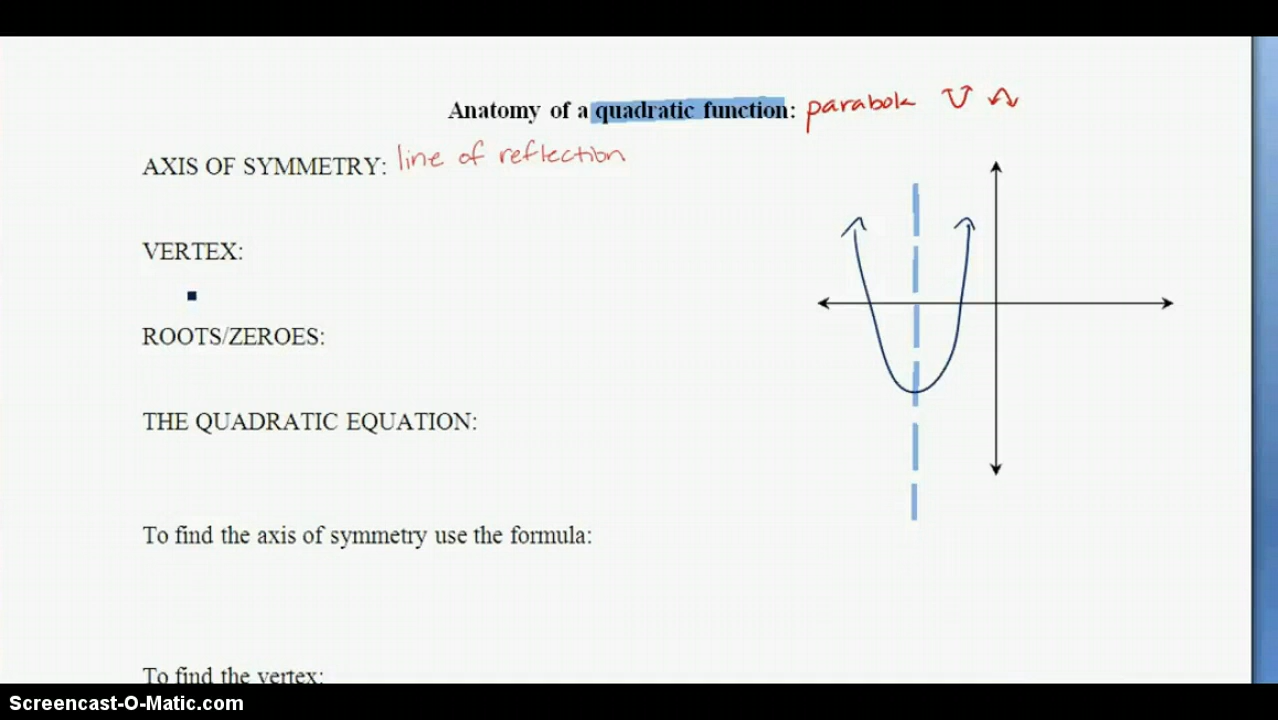 Anatomy of a quadratic function: parabola
AXIS OF SYMMETRY: line of reflection
VERTEX:
ROOTS/ZEROES:
THE QUADRATIC EQUATION:
To find the axis of symmetry use the formula:
To find the vertex:
Screencast-O-Matic.com